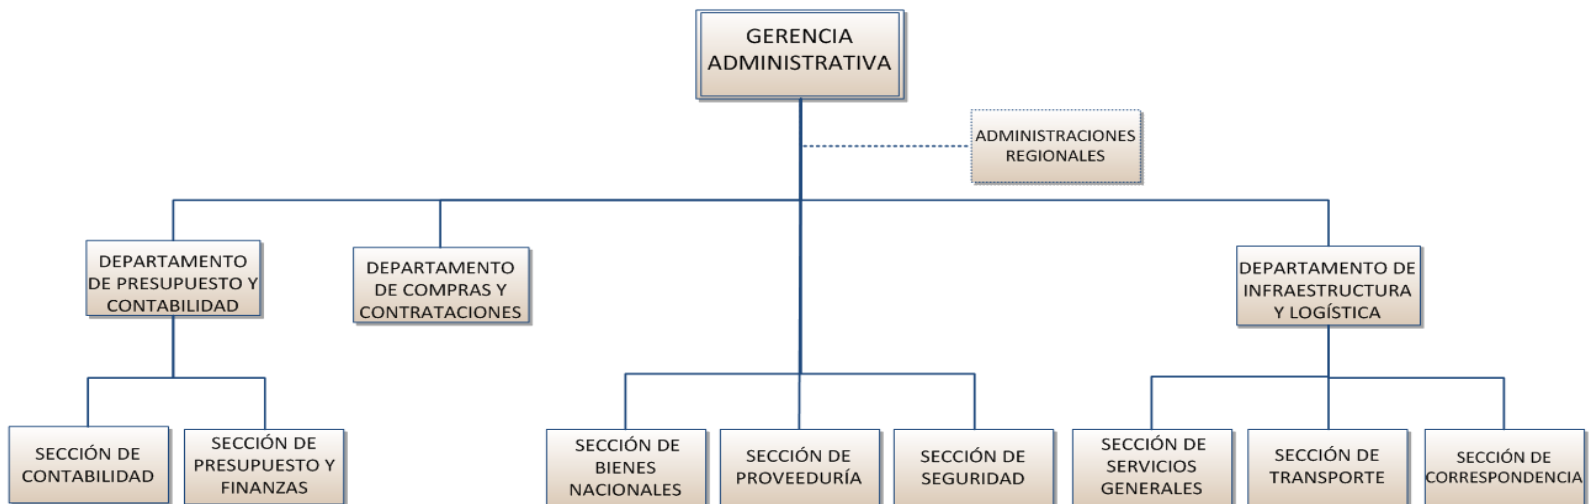 GERENCIA
ADMINISTRATIVA
ADMINISTRACIONES
REGIONALES
DEPARTAMENTO
DE PRESUPUESTO Y
CONTABILIDAD
DEPARTAMENTO
DE COMPRAS Y
CONTRATACIONES
DEPARTAMENTO DE
INFRAESTRUCTURA
Y LOGÍSTICA
SECCIÓN DE
CONTABILIDAD
SECCIÓN DE
PRESUPUESTO Y
FINANZAS
SECCIÓN DE
BIENES
NACIONALES
SECCIÓN DE
PROVEEDURÍA
SECCIÓN DE
SEGURIDAD
SECCIÓN DE
SERVICIOS
GENERALES
SECCIÓN DE
TRANSPORTE
SECCIÓN DE
CORRESPONDENCIA